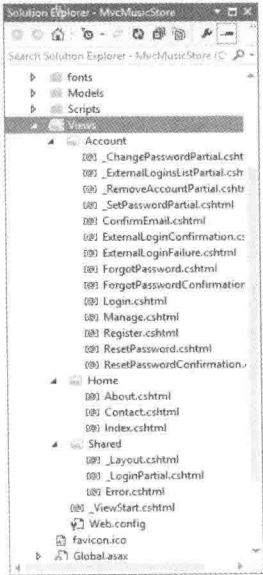 Solution Explorer - MvcMusicStore
Search Solution Explorer - MvcMusicStore (C
fonts
Models
Scripts
Views
Account
_ChangePasswordPartial.csht
_ExternalLoginsListPartial.csh
_RemoveAccountPartial.csht
_SetPasswordPartial.cshtml
ConfirmEmail.cshtml
ExternalLoginConfirmation.cs
ExternalLoginFailure.cshtml
ForgotPassword.cshtml
ForgotPasswordConfirmation
Login.cshtml
Manage.cshtml
Register.cshtml
ResetPassword.cshtml
ResetPasswordConfirmation.
Home
About.cshtml
Contact.cshtml
Index.cshtml
Shared
_Layout.cshtml
_LoginPartial.cshtml
Error.cshtml
_ViewStart.cshtml
Web.config
favicon.ico
Global.asax